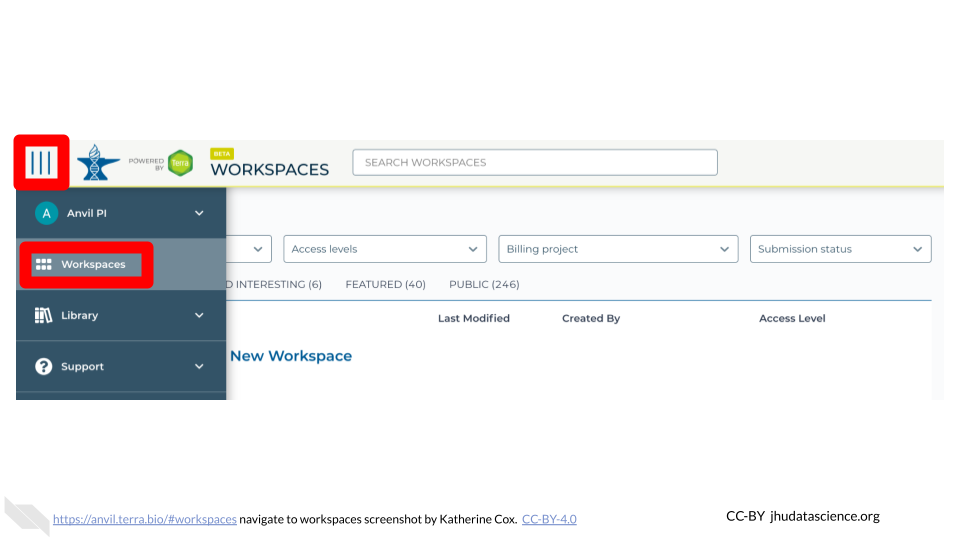 POWERED BY Terra
BETA
WORKSPACES
SEARCH WORKSPACES
A Anvil PI
Access levels
Billing project
Submission status
Workspaces
D INTERESTING (6) FEATURED (40) PUBLIC (246)
Library
Last Modified Created By Access Level
New Workspace
? Support
https://anvil.terra.bio/#workspaces navigate to workspaces screenshot by Katherine Cox. CC-BY-4.0
CC-BY jhudatascience.org